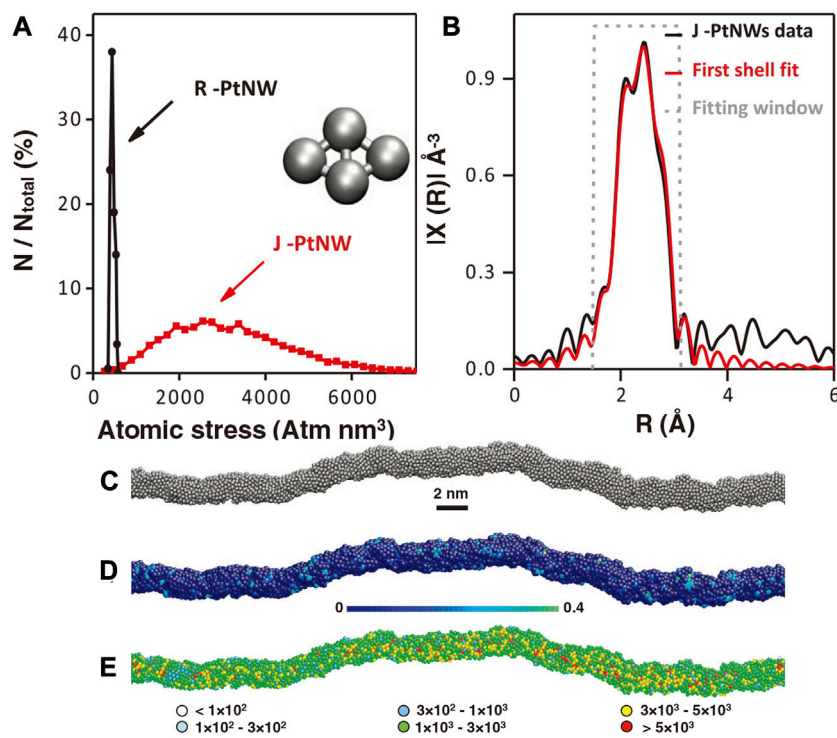 A
40
30
20
10
0
N / Ntotal (%)
R -PtNW
J -PtNW
2000
4000
6000
Atomic stress (Atm nm³)
B
J -PtNWs data
First shell fit
Fitting window
0.9
0.6
0.3
0.0
|X (R)| Å-³
0
2
4
6
R (Å)
C
2 nm
D
0
0.4
E
< 1×10²
3×10² - 1×10³
3×10³ - 5×10³
1×10² - 3×10²
1×10³ - 3×10³
> 5×10³